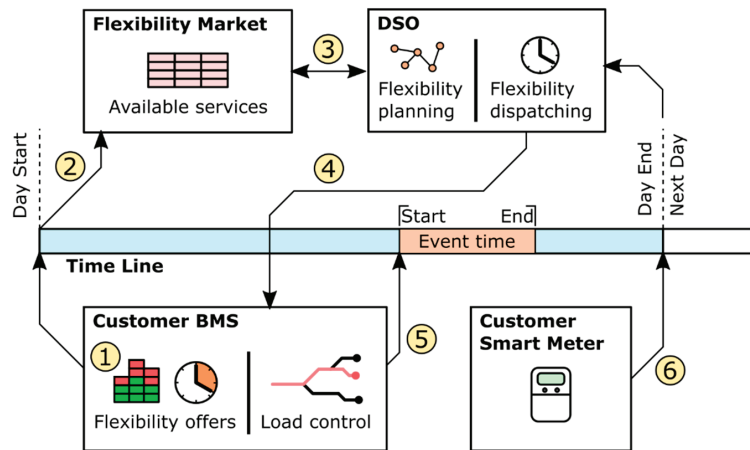 Flexibility Market
Available services
DSO
Flexibility
planning
Flexibility
dispatching
3
2
4
Day Start
Day End
Next Day
Start
End
Event time
Time Line
Customer BMS
1
Flexibility offers
Load control
5
Customer
Smart Meter
6